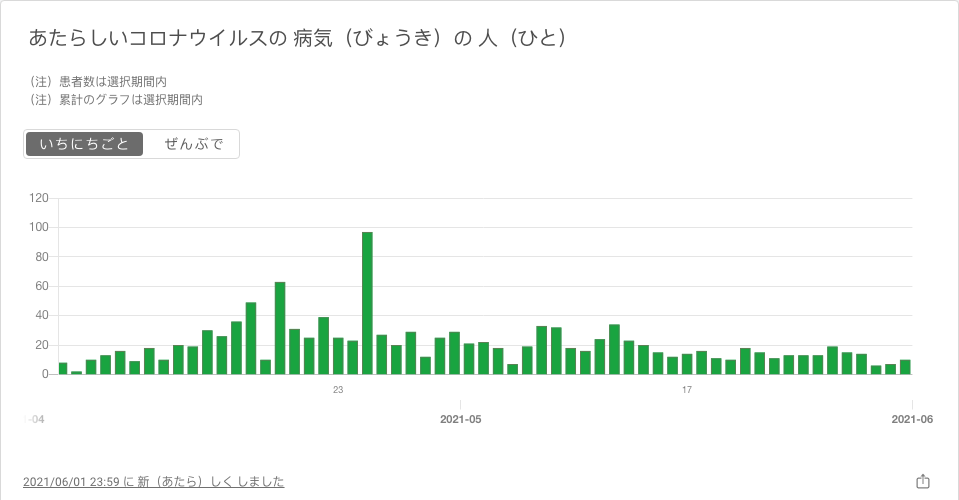 あたらしいコロナウイルスの 病気（びょうき）の 人（ひと）
（注）患者数は選択期間内
（注）累計のグラフは選択期間内
いちにちごと ぜんぶで
120
100
80
60
40
20
0
23 17
-04 2021-05 2021-06
2021/06/01 23:59 に 新（あたら）しく しました